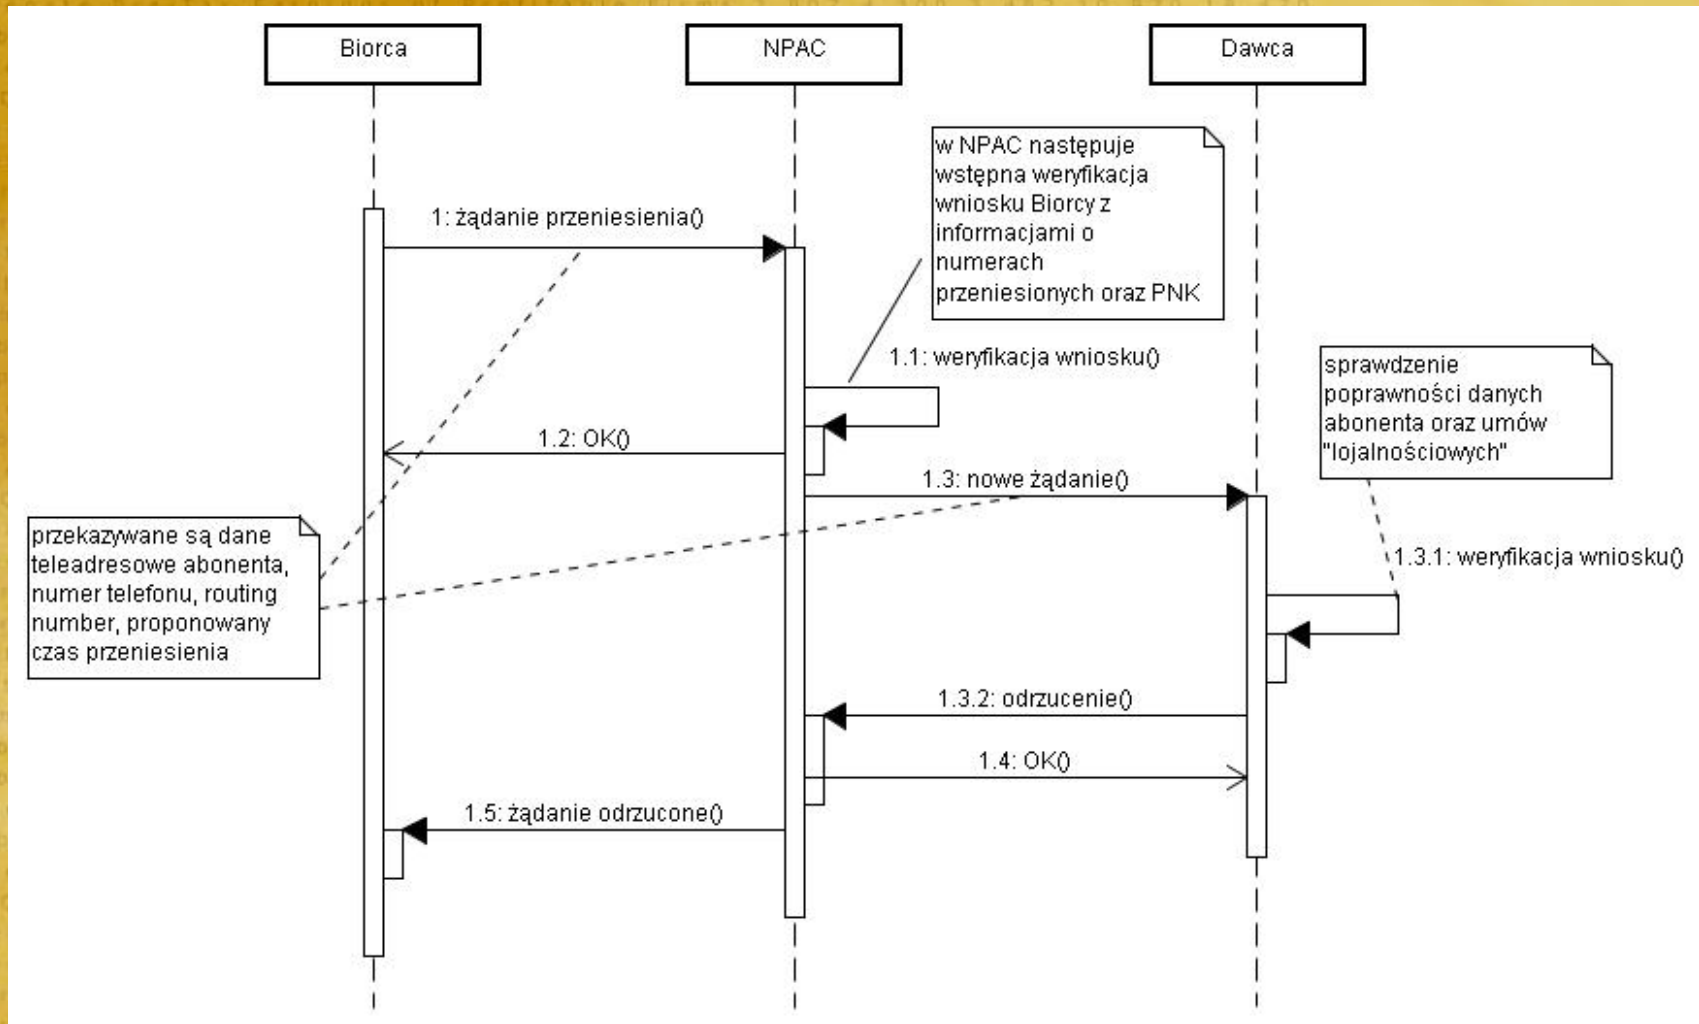 Biorca
NPAC
Dawca
w NPAC następuje
wstępna weryfikacja
wniosku Biorcy z
informacjami o
numerach
przeniesionych oraz PNK
1: żądanie przeniesienia()
1.1: weryfikacja wniosku()
sprawdzenie
poprawności danych
abonenta oraz umów
"lojalnościowych"
1.2: OK()
1.3: nowe żądanie()
przekazywane są dane
teleadresowe abonenta,
numer telefonu, routing
number, proponowany
czas przeniesienia
1.3.1: weryfikacja wniosku()
1.3.2: odrzucenie()
1.4: OK()
1.5: żądanie odrzucone()